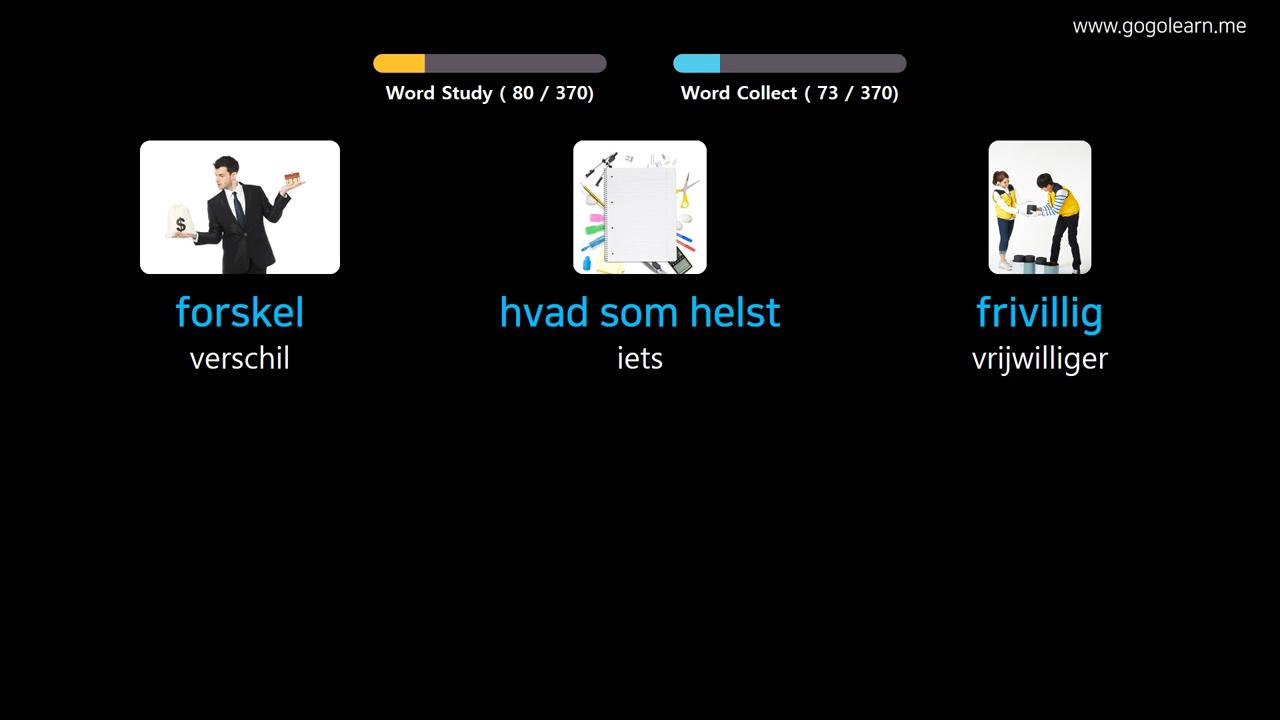 www.gogolearn.me
Word Study ( 80 / 370)
Word Collect ( 73 / 370)
$
forskel
hvad som helst
frivillig
verschil
iets
vrijwilliger